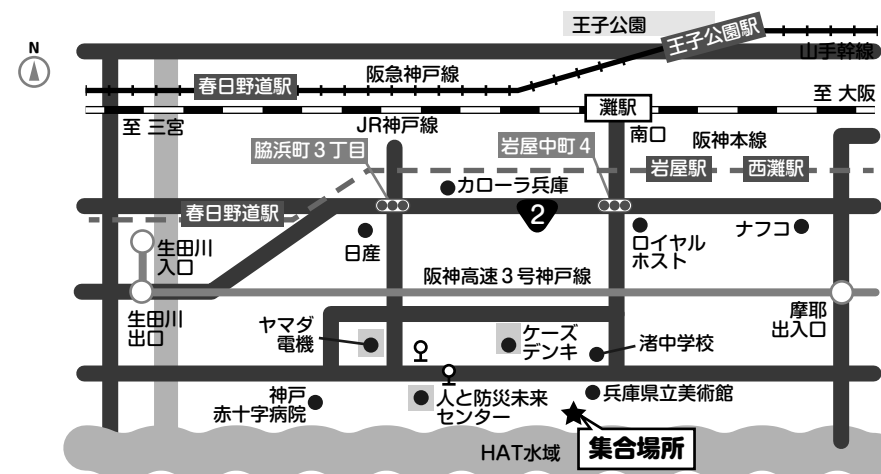 王子公園
N
王子公園駅
山手幹線
阪急神戸線
春日野道駅
至 大阪
灘駅
至 三宮
JR神戸線
南口
阪神本線
脇浜町3丁目
岩屋中町4
岩屋駅
西灘駅
カローラ兵庫
春日野道駅
2
生田川
入口
日産
ロイヤル
ホスト
ナフコ
阪神高速3号神戸線
生田川
出口
ヤマダ
電機
ケーズ
デンキ
渚中学校
摩耶
出入口
神戸
赤十字病院
人と防災未来
センター
兵庫県立美術館
HAT水域
集合場所